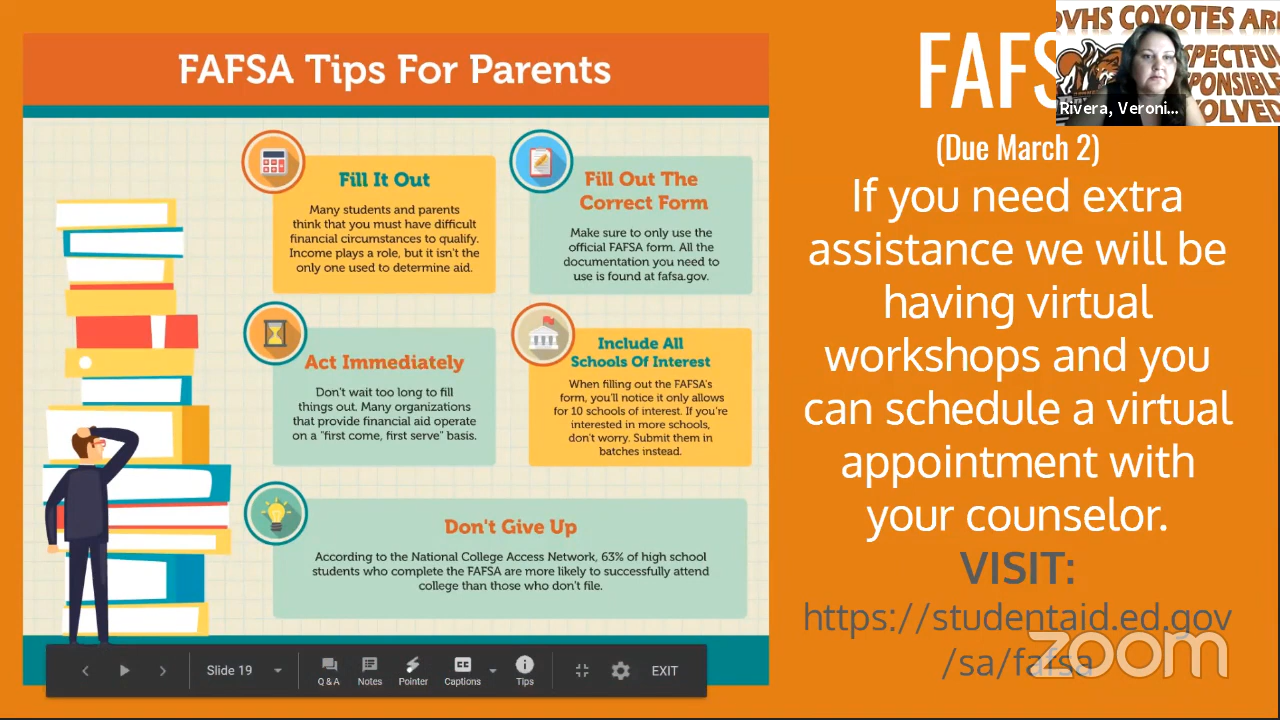 FAFSA Tips For Parents
Fill It Out
Many students and parents
think that you must have difficult
financial circumstances to qualify.
Income plays a role, but it isn't the
only one used to determine aid.
Fill Out The
Correct Form
Make sure to only use the
official FAFSA form. All the
documentation you need to
use is found at fafsa.gov.
Act Immediately
Don't wait too long to fill
things out. Many organizations
that provide financial aid operate
on a "first come, first serve" basis.
Include All
Schools Of Interest
When filling out the FAFSA's
form, you'll notice it only allows
for 10 schools of interest. If you're
interested in more schools,
don't worry. Submit them in
batches instead.
Don't Give Up
According to the National College Access Network, 63% of high school
students who complete the FAFSA are more likely to successfully attend
college than those who don't file.
Slide 19
Q & A
Notes
Pointer
CC
Captions
Tips
EXIT
FAFS
(Due March 2)
If you need extra
assistance we will be
having virtual
workshops and you
can schedule a virtual
appointment with
your counselor.
VISIT:
https://studentaid.ed.gov
/sa/fafsa
zoom
OVHS COYOTES AR
SPECTFUL
PONSIBLE
VOLVED
Rivera, Veroni...